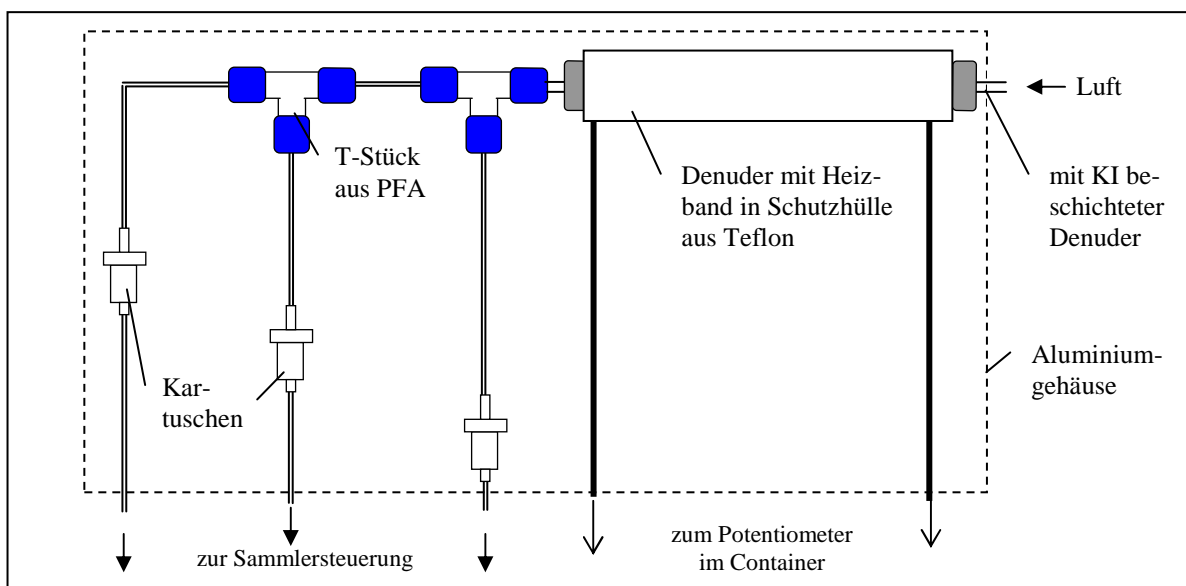 Luft
T-Stück
aus PFA
Denuder mit Heiz-
band in Schutzhülle
aus Teflon
mit KI be-
schichteter
Denuder
Aluminium-
gehäuse
Kar-
tuschen
zur Sammlersteuerung
zum Potentiometer
im Container